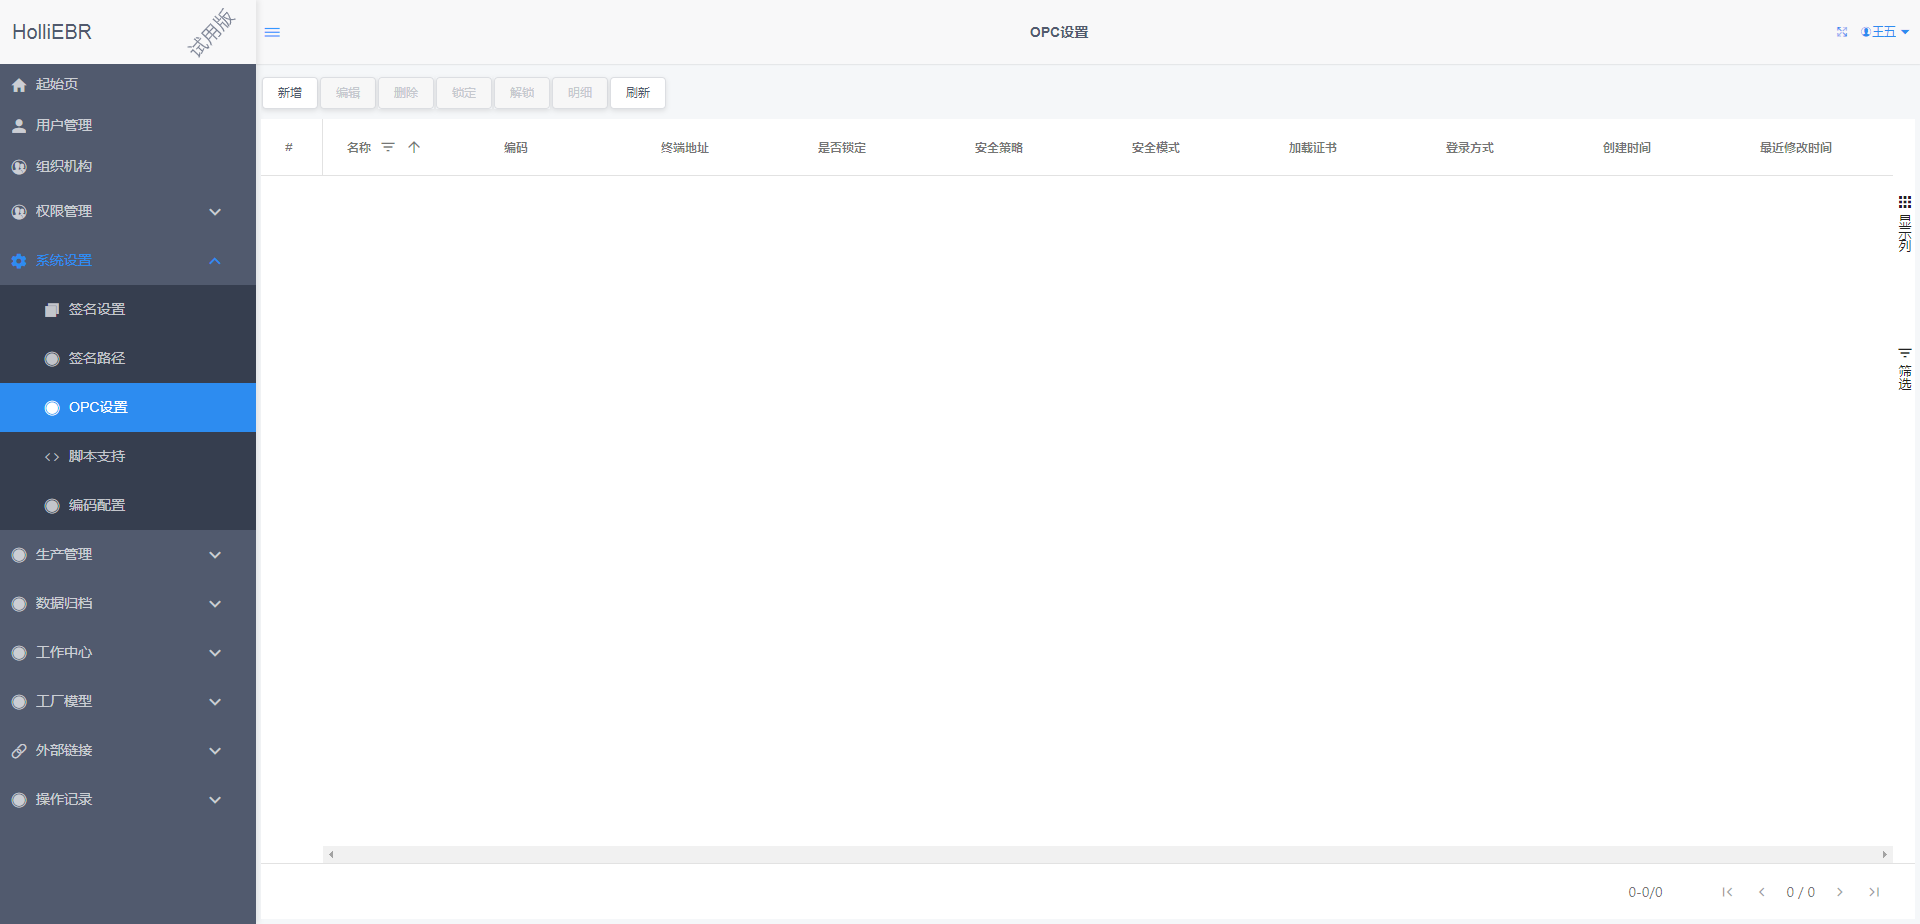 HolliEBR
试用版
OPC设置
王五
起始页
用户管理
组织机构
权限管理
系统设置
签名设置
签名路径
OPC设置
脚本支持
编码配置
生产管理
数据归档
工作中心
工厂模型
外部链接
操作记录
新增 编辑 删除 锁定 解锁 明细 刷新
# 名称 编码 终端地址 是否锁定 安全策略 安全模式 加载证书 登录方式 创建时间 最近修改时间
显示列
筛选
0-0/0 0 / 0